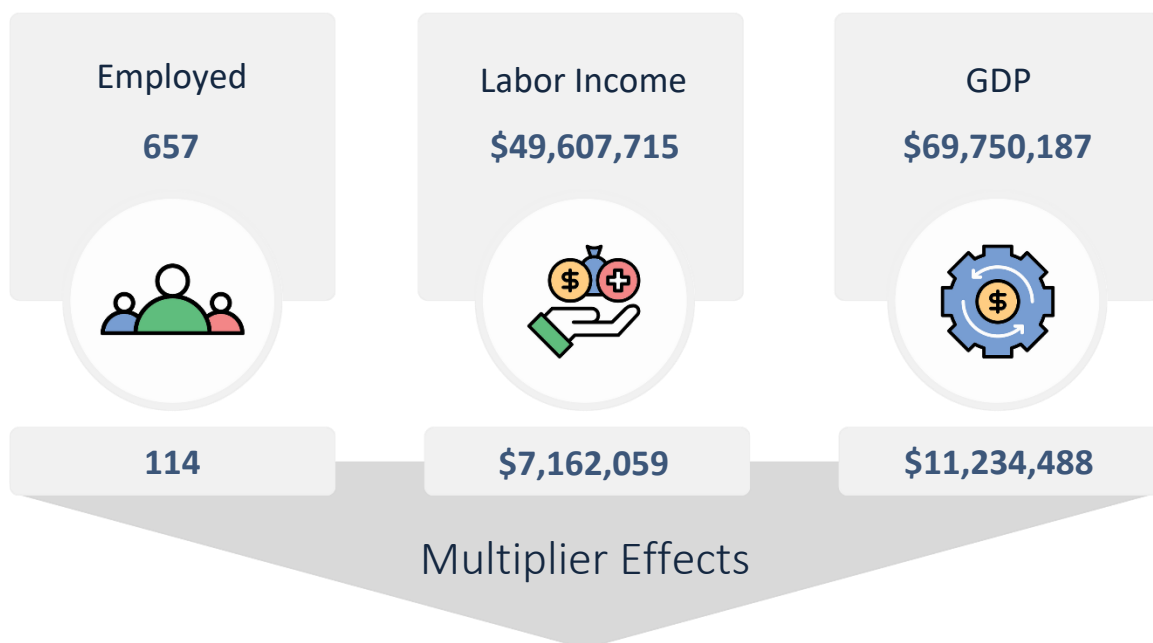 Employed
657
Labor Income
$49,607,715
GDP
$69,750,187
114
$7,162,059
$11,234,488
Multiplier Effects